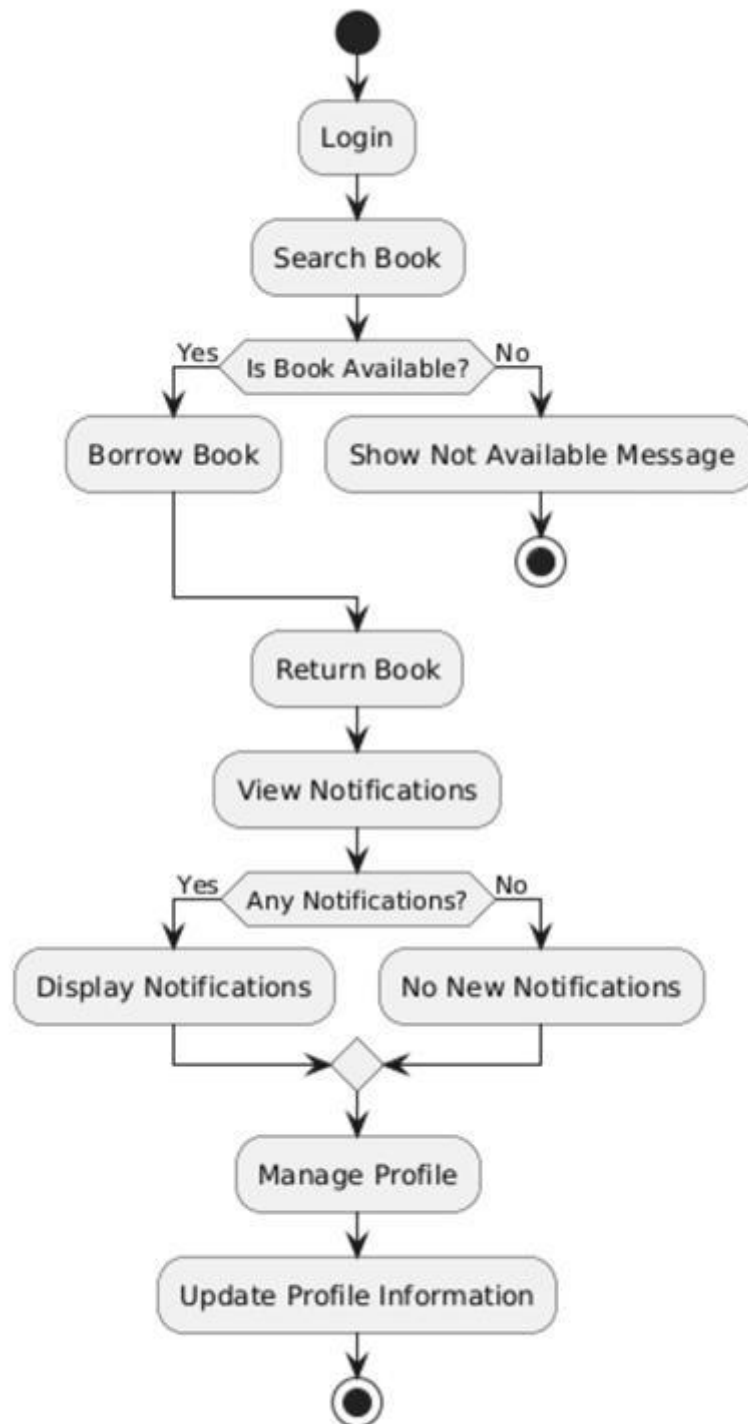 Login
Search Book
Yes
Is Book Available?
No
Borrow Book
Show Not Available Message
Return Book
View Notifications
Yes
Any Notifications?
No
Display Notifications
No New Notifications
Manage Profile
Update Profile Information